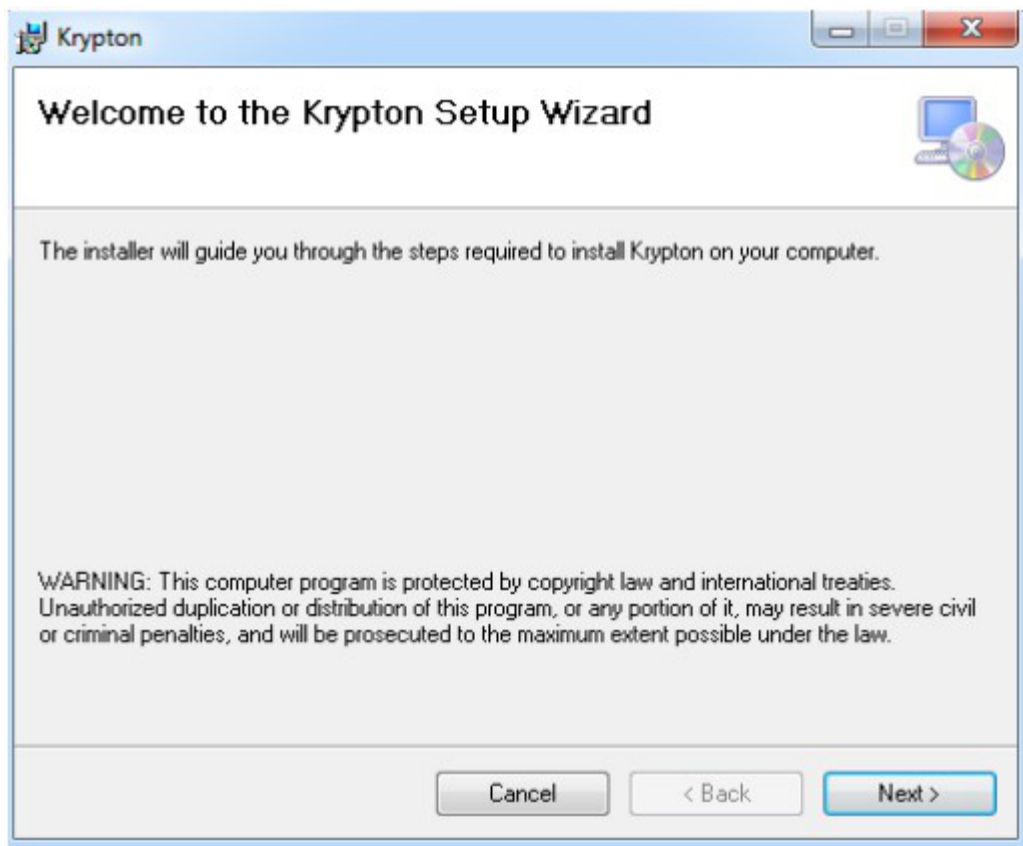 Krypton
Welcome to the Krypton Setup Wizard
The installer will guide you through the steps required to install Krypton on your computer.
WARNING: This computer program is protected by copyright law and international treaties.
Unauthorized duplication or distribution of this program, or any portion of it, may result in severe civil
or criminal penalties, and will be prosecuted to the maximum extent possible under the law.
Cancel < Back Next >